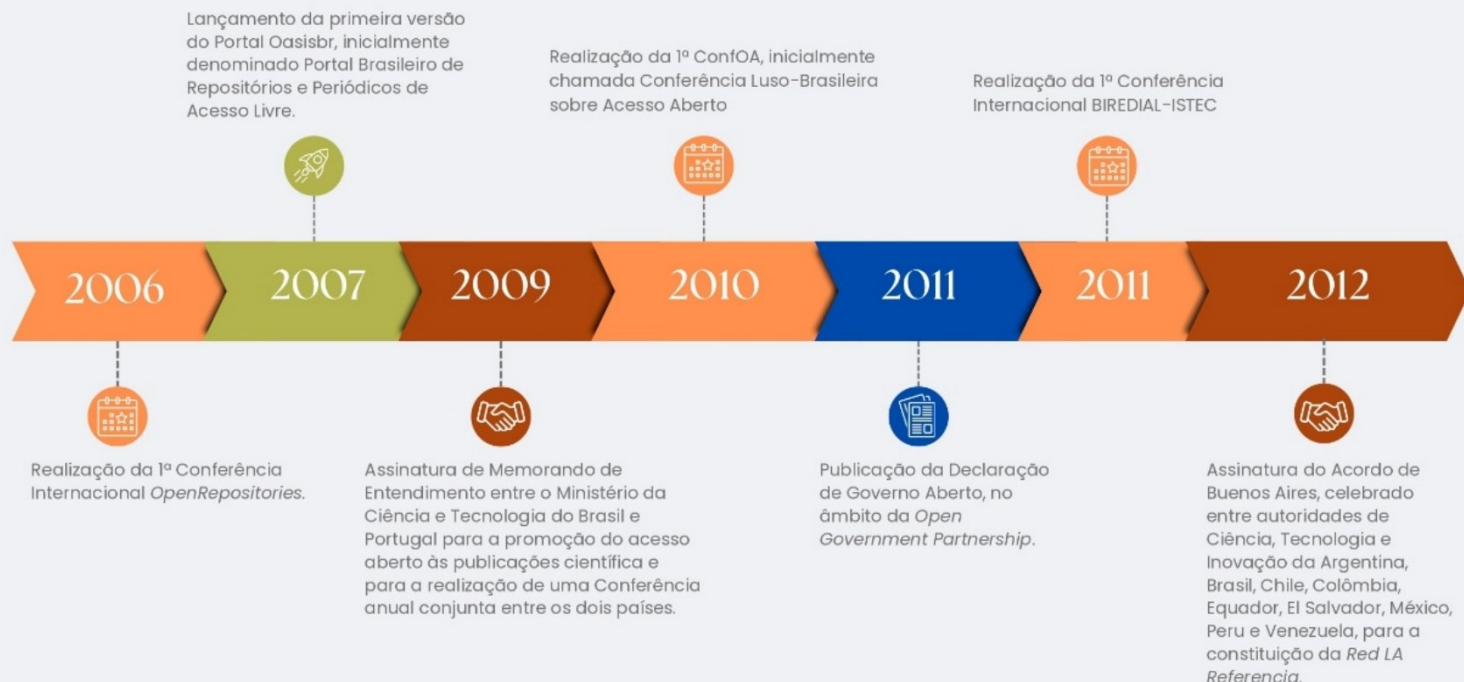 Lançamento da primeira versão
do Portal Oasisbr, inicialmente
denominado Portal Brasileiro de
Repositórios e Periódicos de
Acesso Livre.
Realização da 1ª ConfOA, inicialmente
chamada Conferência Luso-Brasileira
sobre Acesso Aberto
Realização da 1ª Conferência
Internacional BIREDIAL-ISTEC
2006
2007
2009
2010
2011
2011
2012
Realização da 1ª Conferência
Internacional OpenRepositories.
Assinatura de Memorando de
Entendimento entre o Ministério da
Ciência e Tecnologia do Brasil e
Portugal para a promoção do acesso
aberto às publicações científica e
para a realização de uma Conferência
anual conjunta entre os dois países.
Publicação da Declaração
de Governo Aberto, no
âmbito da Open
Government Partnership.
Assinatura do Acordo de
Buenos Aires, celebrado
entre autoridades de
Ciência, Tecnologia e
Inovação da Argentina,
Brasil, Chile, Colômbia,
Equador, El Salvador, México,
Peru e Venezuela, para a
constituição da Red LA
Referencia.